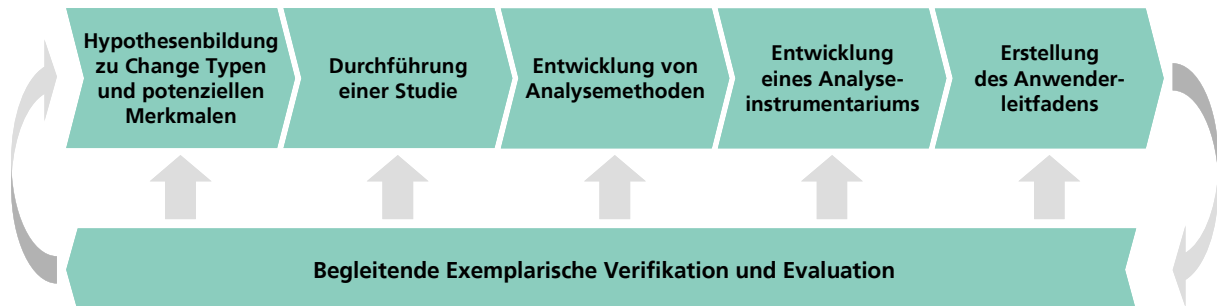 Hypothesenbildung
zu Change Typen
und potenziellen
Merkmalen
Durchführung
einer Studie
Entwicklung von
Analysemethoden
Entwicklung
eines Analyse-
instrumentariums
Erstellung
des Anwender-
leitfadens
Begleitende Exemplarische Verifikation und Evaluation